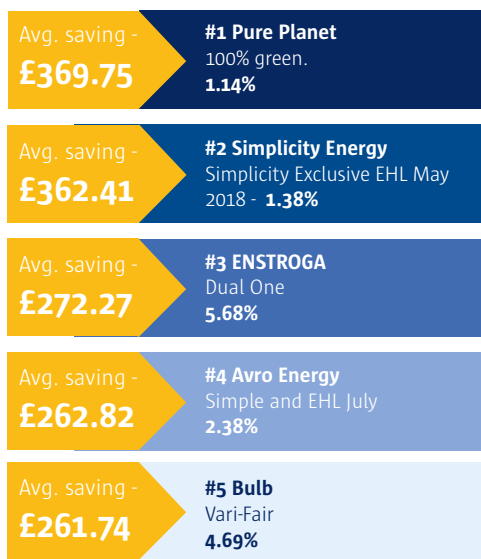 Avg. saving -
£369.75
#1 Pure Planet
100% green.
1.14%
Avg. saving -
£362.41
#2 Simplicity Energy
Simplicity Exclusive EHL May
2018 - 1.38%
Avg. saving -
£272.27
#3 ENSTROGA
Dual One
5.68%
Avg. saving -
£262.82
#4 Avro Energy
Simple and EHL July
2.38%
Avg. saving -
£261.74
#5 Bulb
Vari-Fair
4.69%